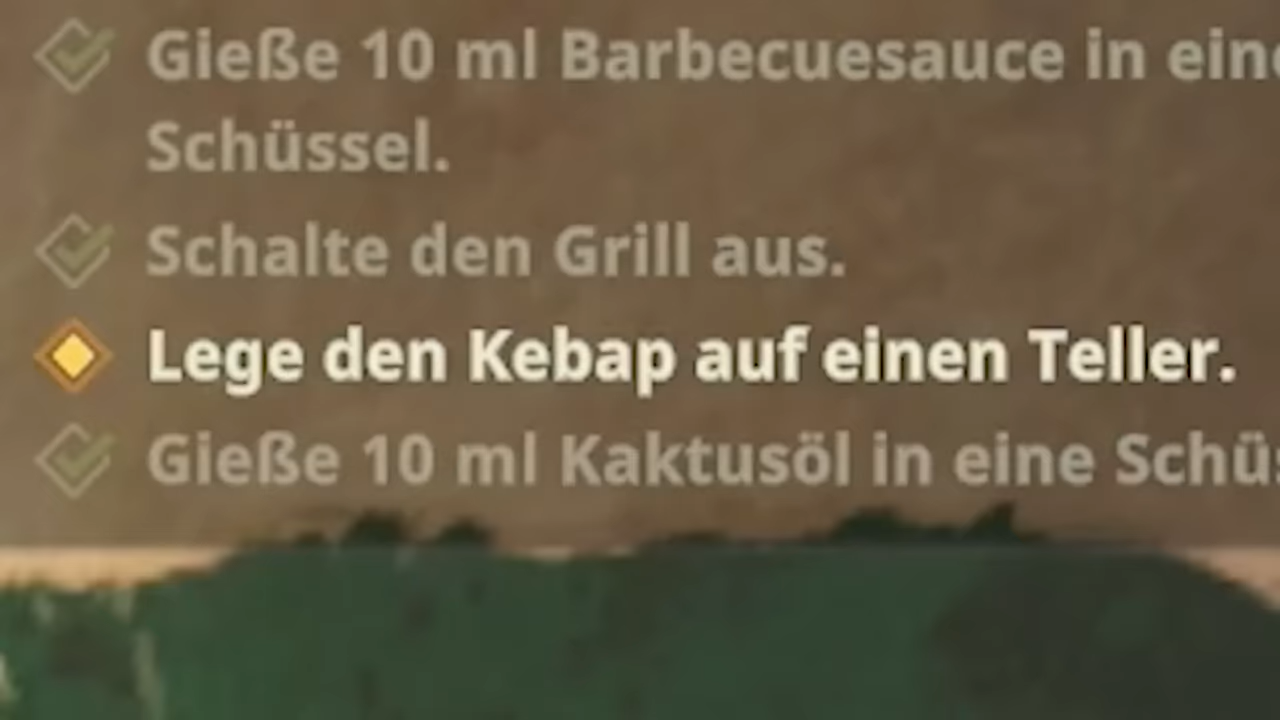 Gieße 10 ml Barbecuesauce in eine
Schüssel.
Schalte den Grill aus.
Lege den Kebap auf einen Teller.
Gieße 10 ml Kaktusöl in eine Schüs